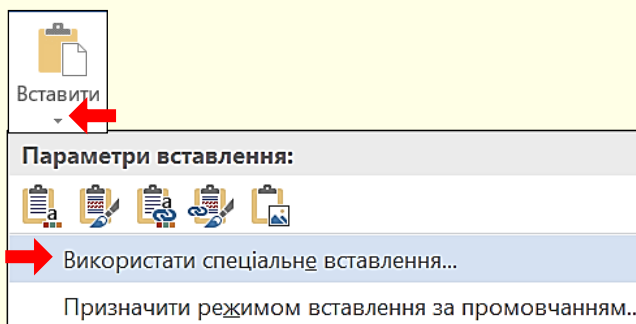 Вставити
Параметри вставлення:
Використати спеціальне вставлення...
Призначити режимом вставлення за промовчанням..